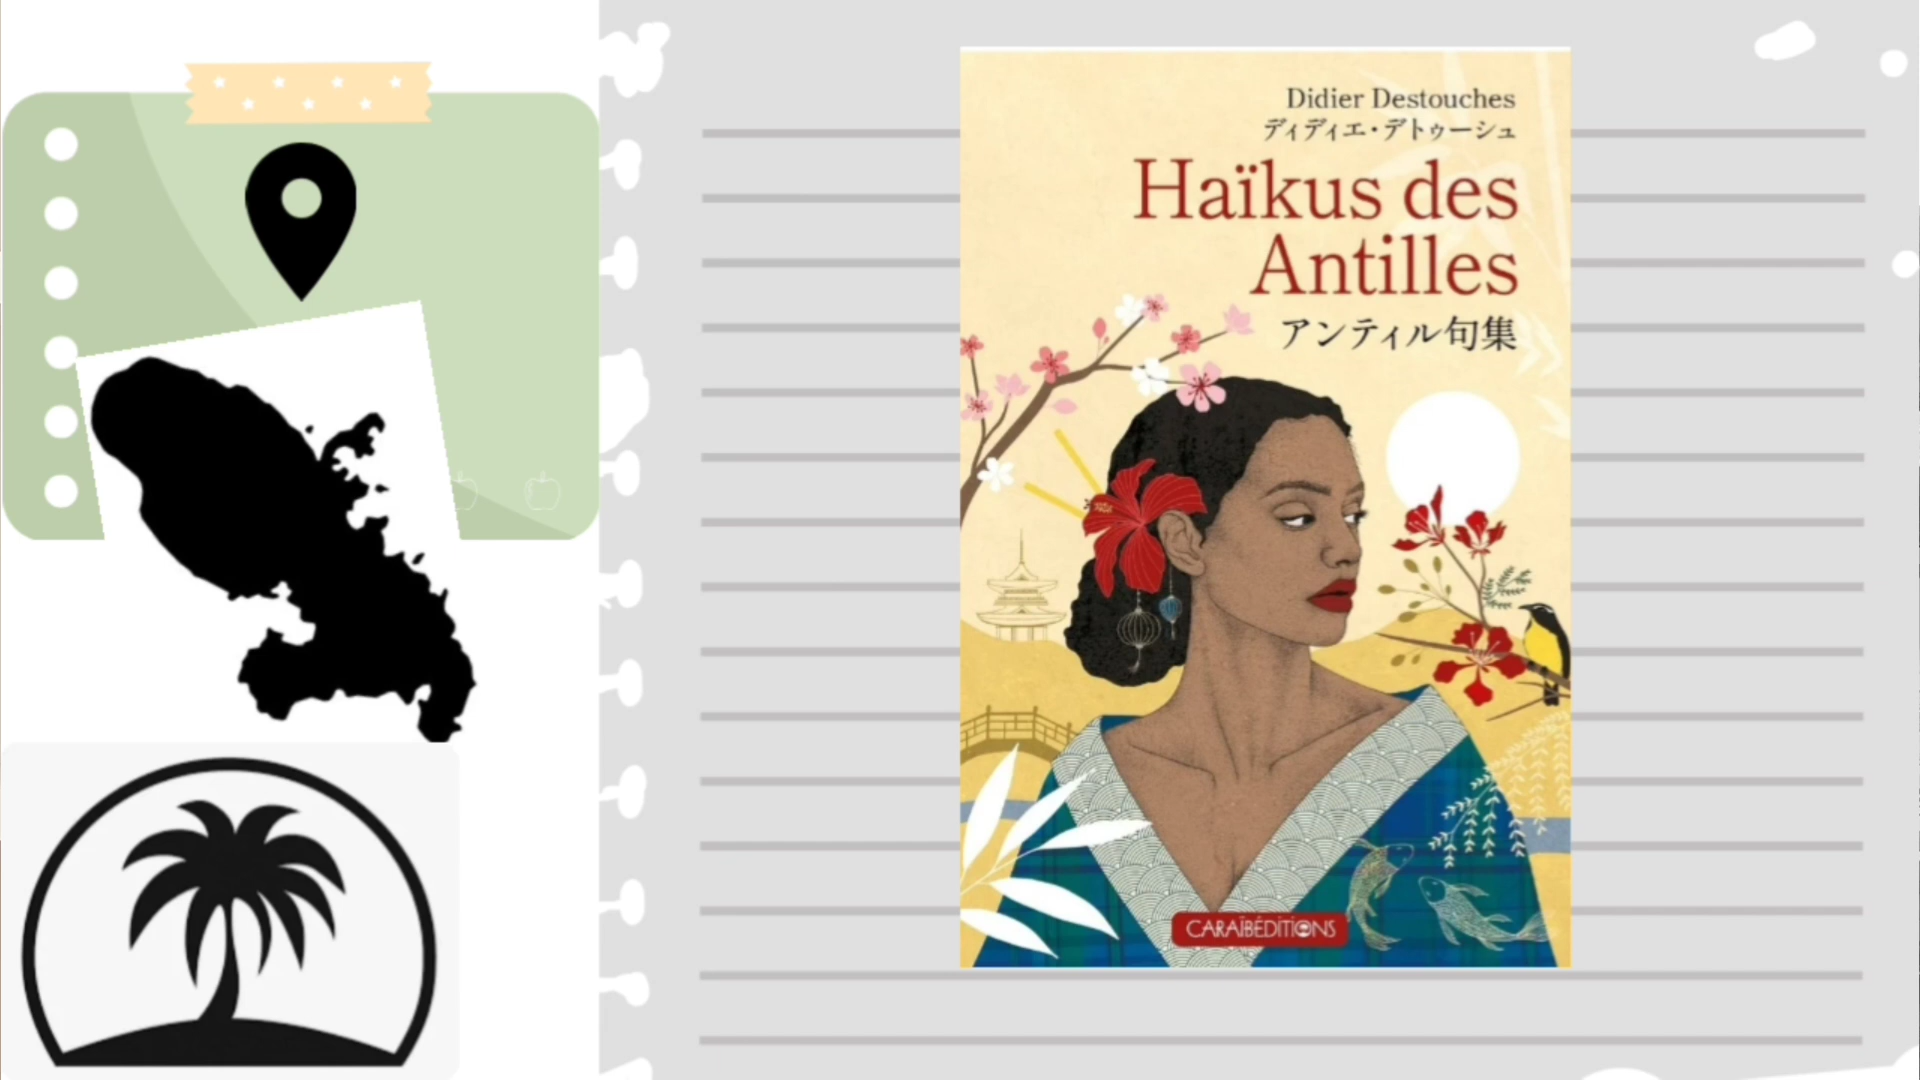 Didier Destouches
ディディエ・デトゥーシュ
Haïkus des
Antilles
アンティル句集
CARAÏBÉDITIONS